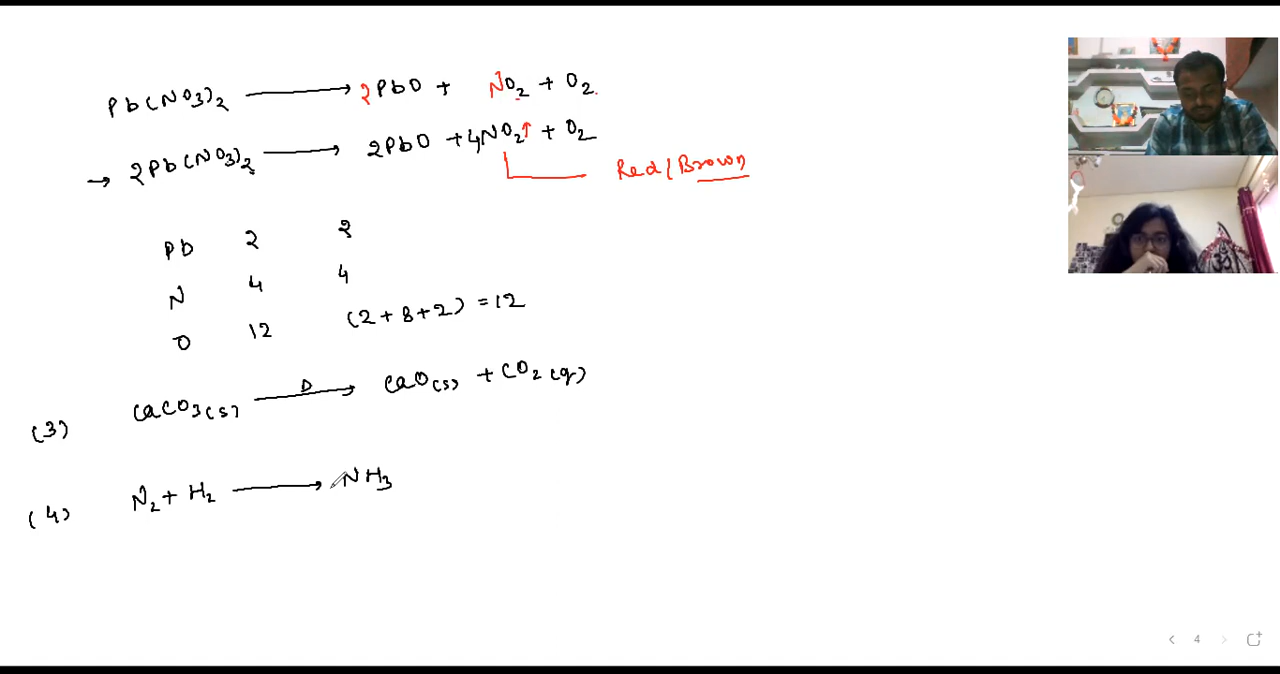 Pb(NO3)2 ⟶ 2PbO + NO2 + O2
→ 2Pb(NO3)2 ⟶ 2PbO + 4NO2↑ + O2
Red/Brown
Pb 2 2
N 4 4
O 12 (2+8+2) = 12
(3) CaCO3(s) —Δ→ CaO(s) + CO2(g)
(4) N2 + H2 ⟶ NH3
4